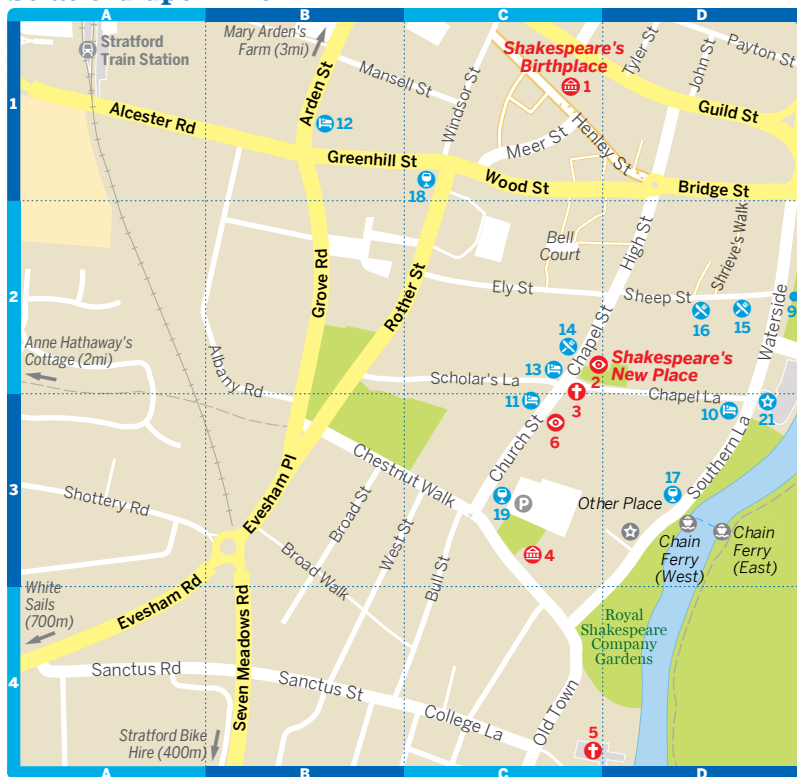 A
B
C
D
Stratford
Train Station
Mary Arden's
Farm (3mi)
Shakespeare's
Birthplace
1
Tyler St
Payton St
John St
Mansell St
Windsor St
Arden St
12
Alcester Rd
Greenhill St
Meer St
Henley St
Guild St
Wood St
Bridge St
18
1
1
Bell
Court
High St
Shrieve's Walk
Ely St
Sheep St
Grove Rd
Rother St
Waterside
9
16
15
2
2
Anne Hathaway's
Cottage (2mi)
14
Chapel St
13
2
Shakespeare's
New Place
Albany Rd
Scholar's La
11
3
Chapel La
10
21
6
Church St
Southern La
Chestnut Walk
Evesham Pl
3
3
Shottery Rd
Broad St
West St
19
P
17
Other Place
Chain
Ferry
(West)
Chain
Ferry
(East)
4
Broad Walk
Bull St
White
Sails
(700m)
Evesham Rd
Seven Meadows Rd
Royal
Shakespeare
Company
Gardens
Sanctus Rd
Sanctus St
College La
Old Town
4
4
Stratford Bike
Hire (400m)
5
A
B
C
D